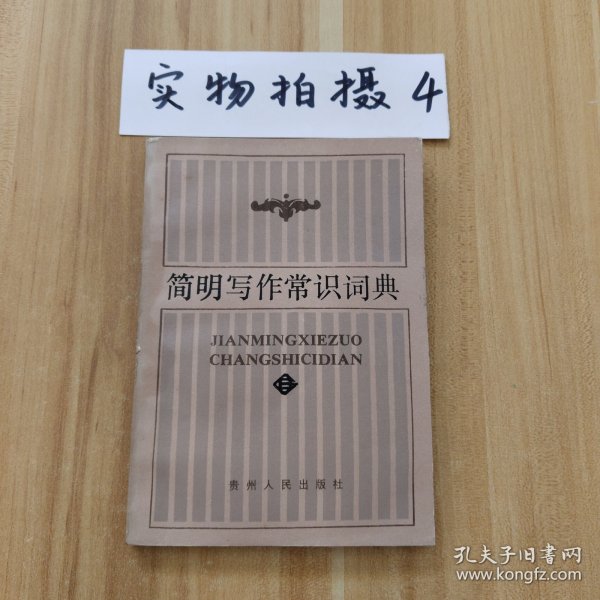 实物拍摄4
简明写作常识词典
JIANMINGXIEZUO
CHANGSHICIDIAN
贵州人民出版社
孔夫子旧书网
www.kongfz.com